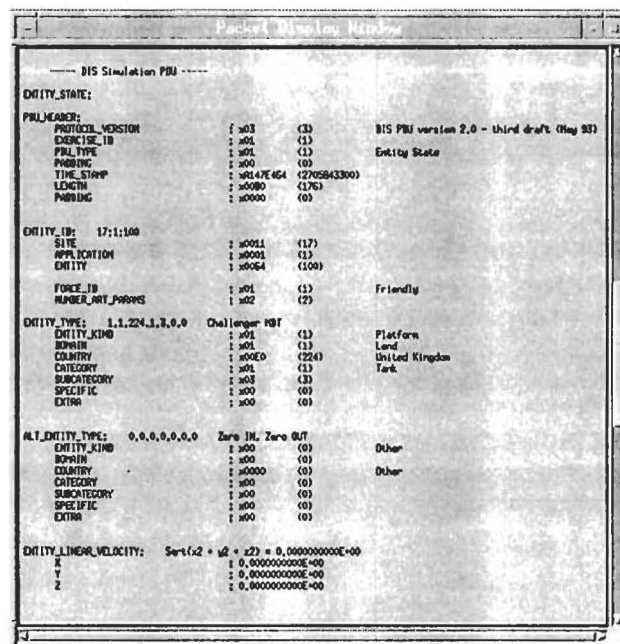 Packet Display Window
----- DIS Simulation PDU -----
ENTITY_STATE:
PDU_HEADER:
PROTOCOL_VERSION : x03 (3) DIS PDU version 2.0 - third draft (May 93)
EXERCISE_ID : x01 (1)
PDU_TYPE : x01 (1) Entity State
PADDING : x00 (0)
TIME_STAMP : xA147E464 (2705843300)
LENGTH : x00B0 (176)
PADDING : x0000 (0)
ENTITY_ID: 17:1:100
SITE : x0011 (17)
APPLICATION : x0001 (1)
ENTITY : x0064 (100)
FORCE_ID : x01 (1) Friendly
NUMBER_ART_PARAMS : x02 (2)
ENTITY_TYPE: 1,1,224,1,3,0,0 Challenger MBT
ENTITY_KIND : x01 (1) Platform
DOMAIN : x01 (1) Land
COUNTRY : x00E0 (224) United Kingdom
CATEGORY : x01 (1) Tank
SUBCATEGORY : x03 (3)
SPECIFIC : x00 (0)
EXTRA : x00 (0)
ALT_ENTITY_TYPE: 0,0,0,0,0,0,0 Zero IN, Zero OUT
ENTITY_KIND : x00 (0) Other
DOMAIN : x00 (0)
COUNTRY : x0000 (0) Other
CATEGORY : x00 (0)
SUBCATEGORY : x00 (0)
SPECIFIC : x00 (0)
EXTRA : x00 (0)
ENTITY_LINEAR_VELOCITY: Sqrt(x2 + y2 + z2) = 0.0000000000E+00
X : 0.0000000000E+00
Y : 0.0000000000E+00
Z : 0.0000000000E+00